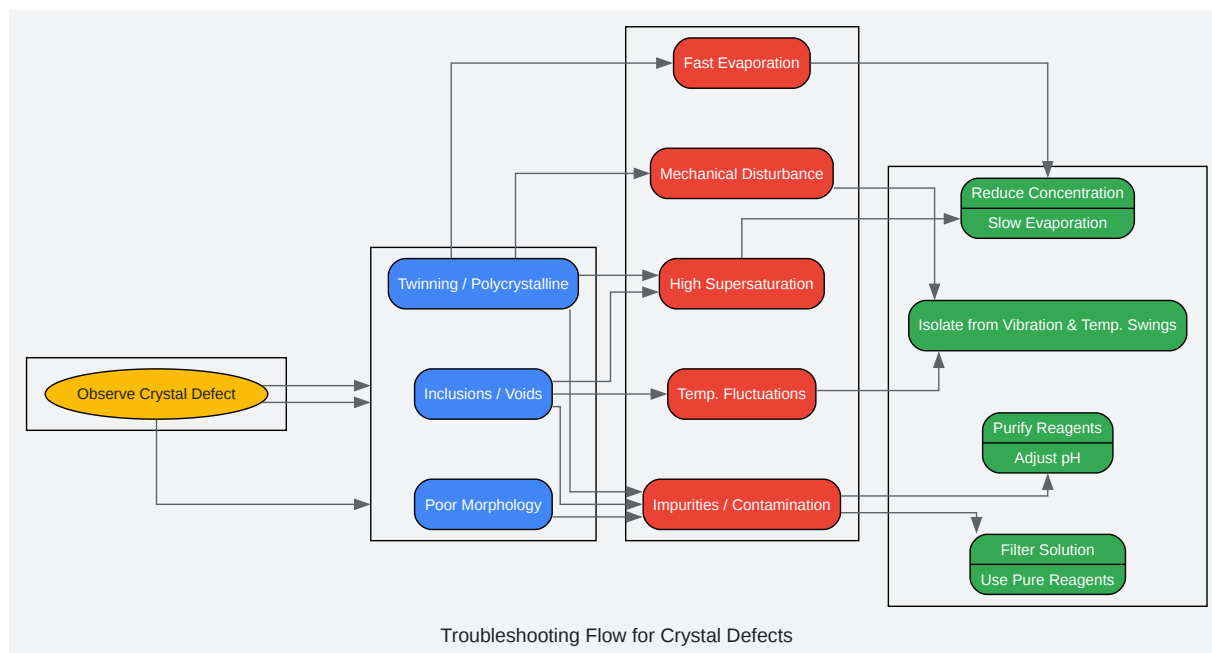 Observe Crystal Defect
Twinning / Polycrystalline
Inclusions / Voids
Poor Morphology
Fast Evaporation
Mechanical Disturbance
High Supersaturation
Temp. Fluctuations
Impurities / Contamination
Reduce Concentration
Slow Evaporation
Isolate from Vibration & Temp. Swings
Purify Reagents
Adjust pH
Filter Solution
Use Pure Reagents
Troubleshooting Flow for Crystal Defects